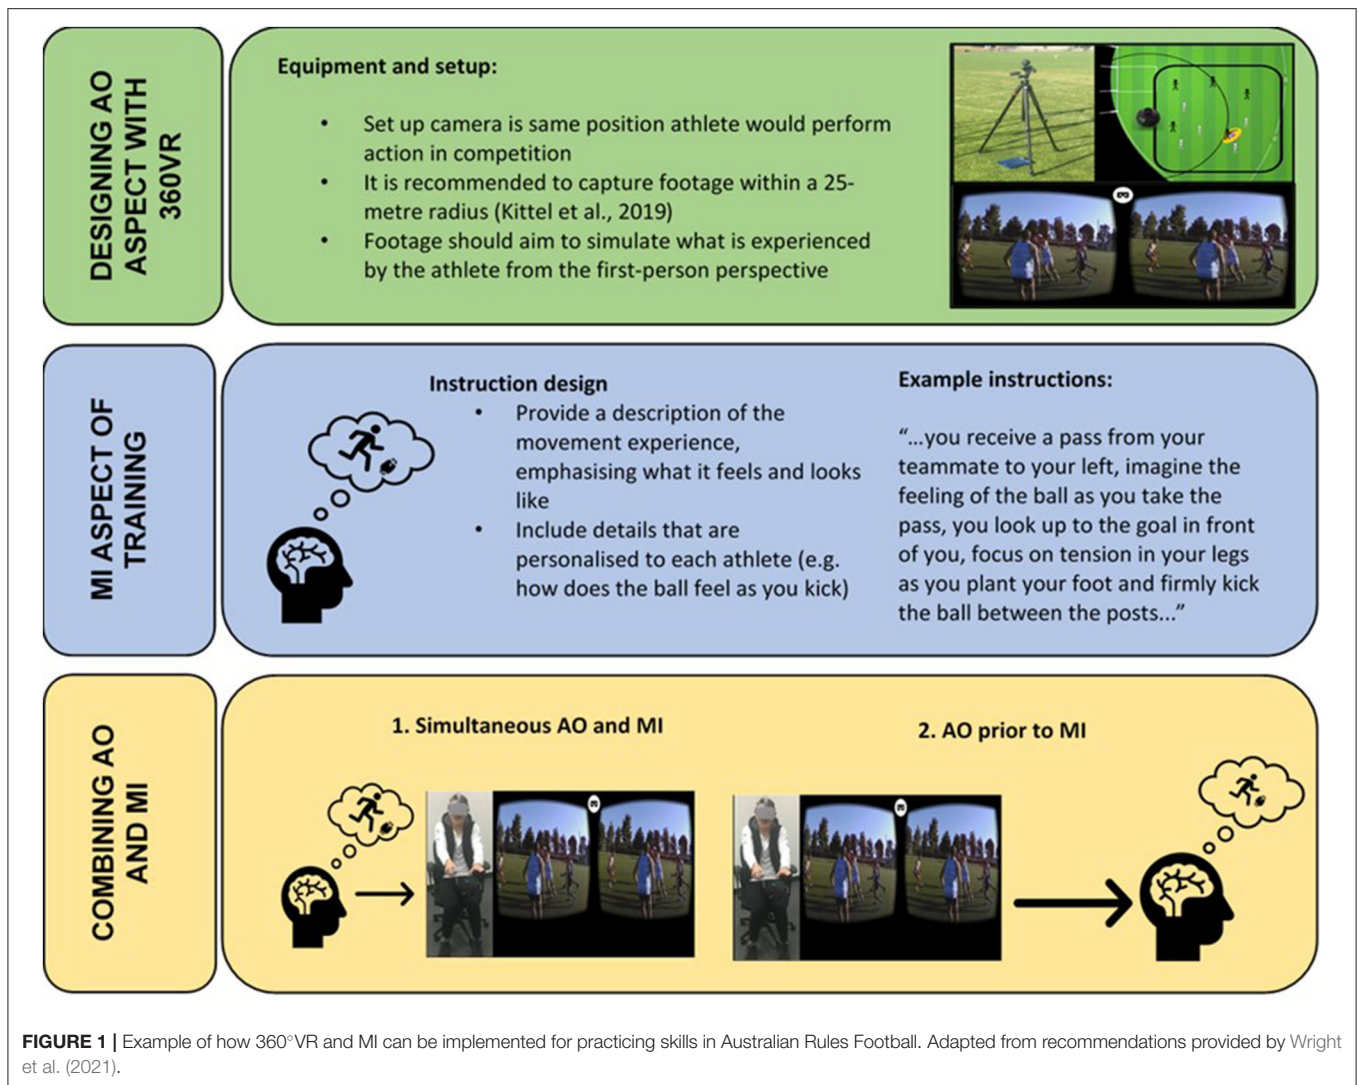 DESIGNING AO
ASPECT WITH
360VR
Equipment and setup:
• Set up camera is same position athlete would perform
action in competition
• It is recommended to capture footage within a 25-
metre radius (Kittel et al., 2019)
• Footage should aim to simulate what is experienced
by the athlete from the first-person perspective
MI ASPECT OF
TRAINING
Instruction design
• Provide a description of the
movement experience,
emphasising what it feels and looks
like
• Include details that are
personalised to each athlete (e.g.
how does the ball feel as you kick)
Example instructions:
“...you receive a pass from your
teammate to your left, imagine the
feeling of the ball as you take the
pass, you look up to the goal in front
of you, focus on tension in your legs
as you plant your foot and firmly kick
the ball between the posts...”
COMBINING AO
AND MI
1. Simultaneous AO and MI
2. AO prior to MI
FIGURE 1 | Example of how 360°VR and MI can be implemented for practicing skills in Australian Rules Football. Adapted from recommendations provided by Wright
et al. (2021).